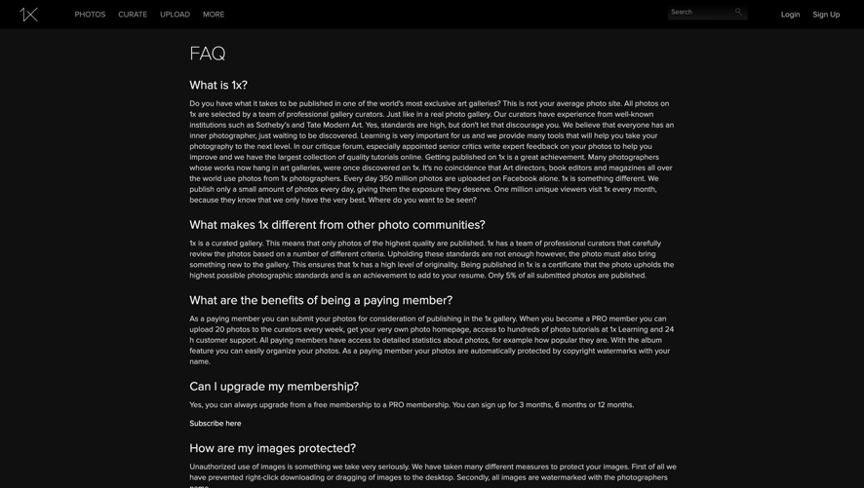 1x PHOTOS CURATE UPLOAD MORE Search Login Sign Up
FAQ
What is 1x?
Do you have what it takes to be published in one of the world's most exclusive art galleries? This is not your average photo site. All photos on
1x are selected by a team of professional gallery curators. Just like in a real photo gallery. Our curators have experience from well-known
institutions such as Sotheby's and Tate Modern Art. Yes, standards are high, but don't let that discourage you. We believe that everyone has an
inner photographer, just waiting to be discovered. Learning is very important for us and we provide many tools that will help you take your
photography to the next level. In our critique forum, especially appointed senior critics write expert feedback on your photos to help you
improve and we have the largest collection of quality tutorials online. Getting published on 1x is a great achievement. Many photographers
whose works now hang in art galleries, were once discovered on 1x. It's no coincidence that Art directors, book editors and magazines all over
the world use photos from 1x photographers. Every day 350 million photos are uploaded on Facebook alone. 1x is something different. We
publish only a small amount of photos every day, giving them the exposure they deserve. One million unique viewers visit 1x every month,
because they know that we only have the very best. Where do you want to be seen?
What makes 1x different from other photo communities?
1x is a curated gallery. This means that only photos of the highest quality are published. 1x has a team of professional curators that carefully
review the photos based on a number of different criteria. Upholding these standards are not enough however, the photo must also bring
something new to the gallery. This ensures that 1x has a high level of originality. Being published in 1x is a certificate that the photo upholds the
highest possible photographic standards and is an achievement to add to your resume. Only 5% of all submitted photos are published.
What are the benefits of being a paying member?
As a paying member you can submit your photos for consideration of publishing in the 1x gallery. When you become a PRO member you can
upload 20 photos to the curators every week, get your very own photo homepage, access to hundreds of photo tutorials at 1x Learning and 24
h customer support. All paying members have access to detailed statistics about photos, for example how popular they are. With the album
feature you can easily organize your photos. As a paying member your photos are automatically protected by copyright watermarks with your
name.
Can I upgrade my membership?
Yes, you can always upgrade from a free membership to a PRO membership. You can sign up for 3 months, 6 months or 12 months.
Subscribe here
How are my images protected?
Unauthorized use of images is something we take very seriously. We have taken many different measures to protect your images. First of all we
have prevented right-click downloading or dragging of images to the desktop. Secondly, all images are watermarked with the photographers